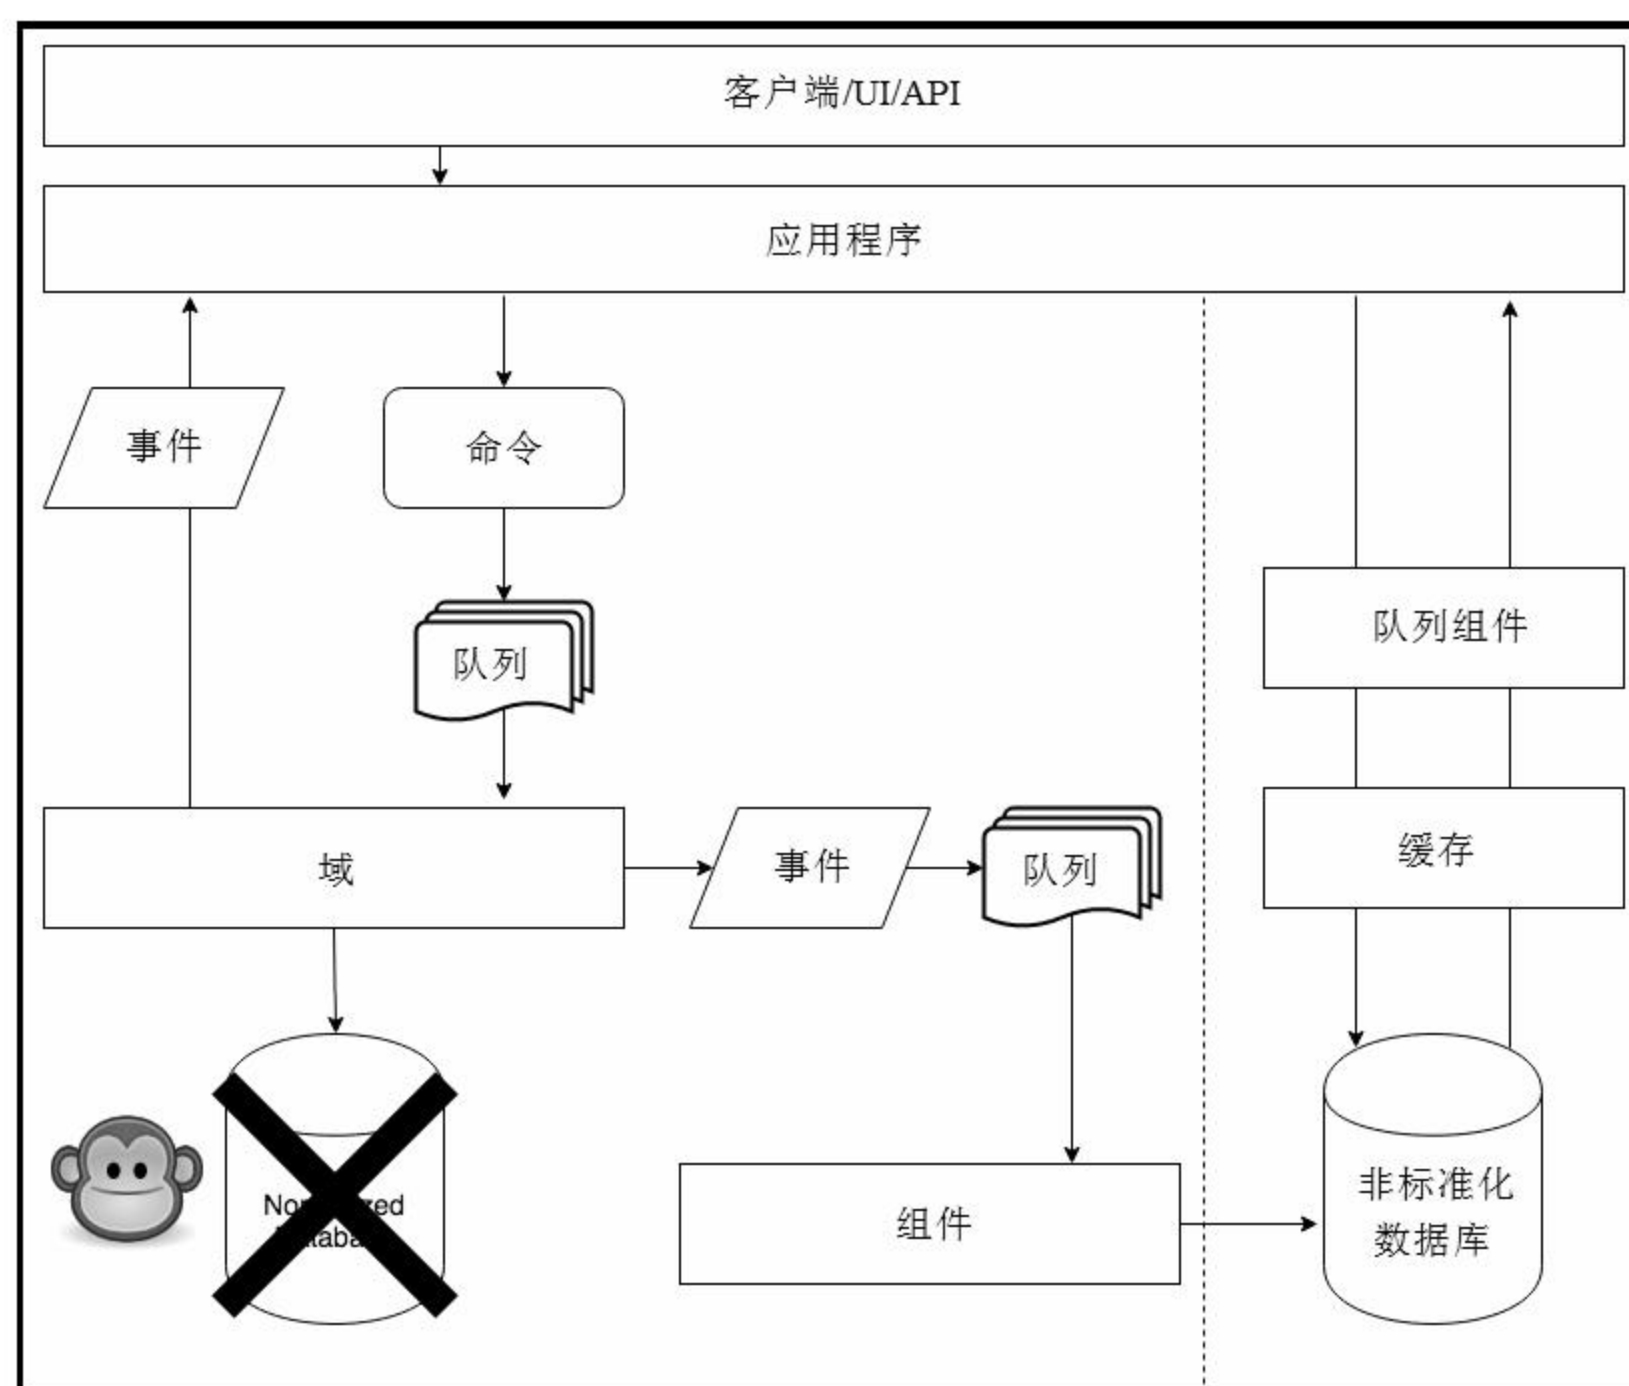 客户端/UI/API
应用程序
事件
命令
队列
队列组件
域
事件
队列
缓存
组件
非标准化
数据库